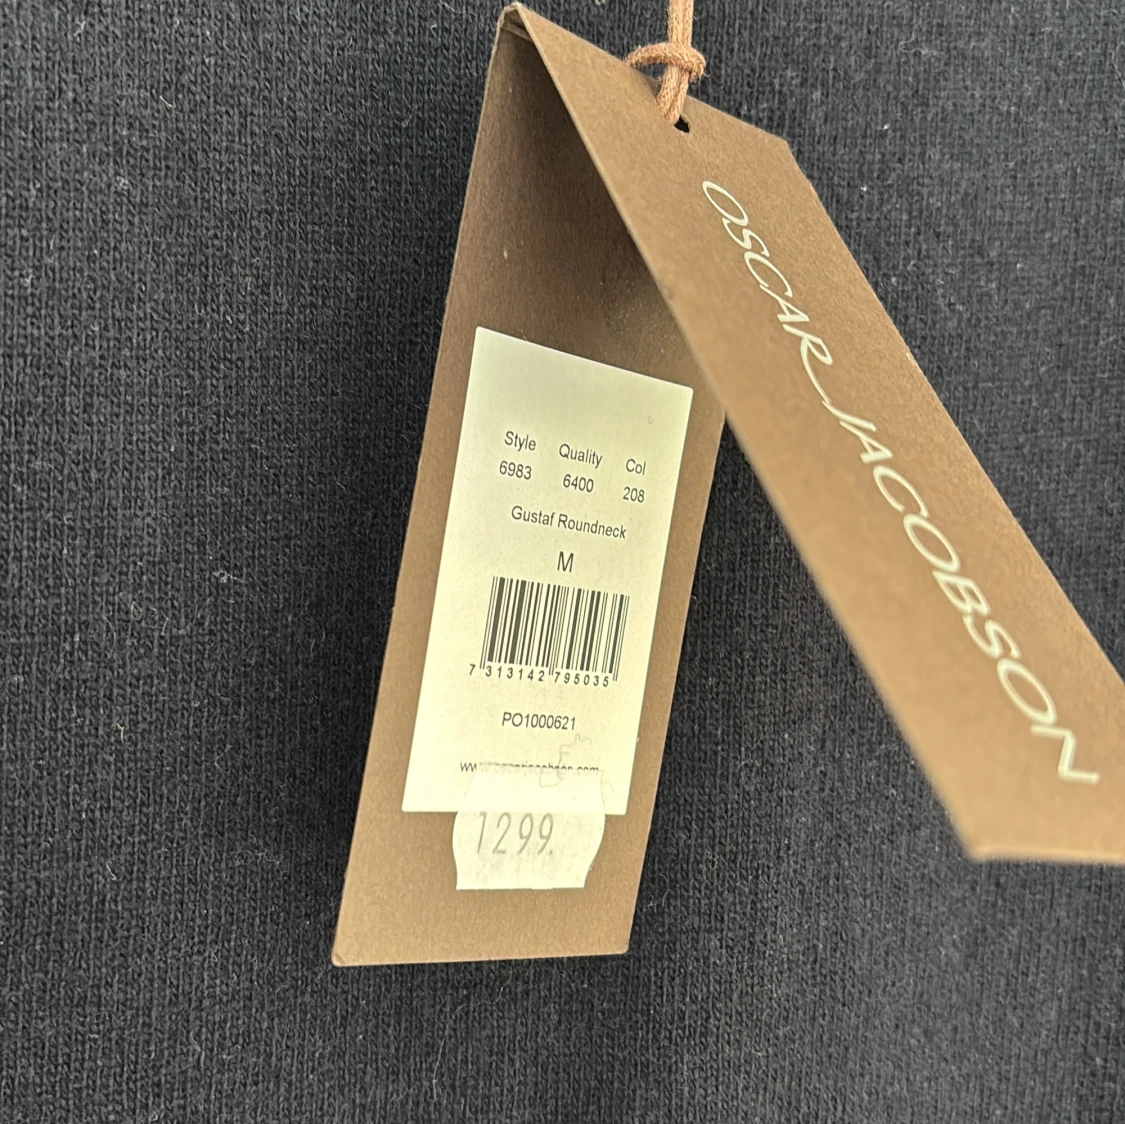 OSCAR JACOBSON
Style Quality Col
6983 6400 208
Gustaf Roundneck
M
7 313142 795035
PO1000621
1299.